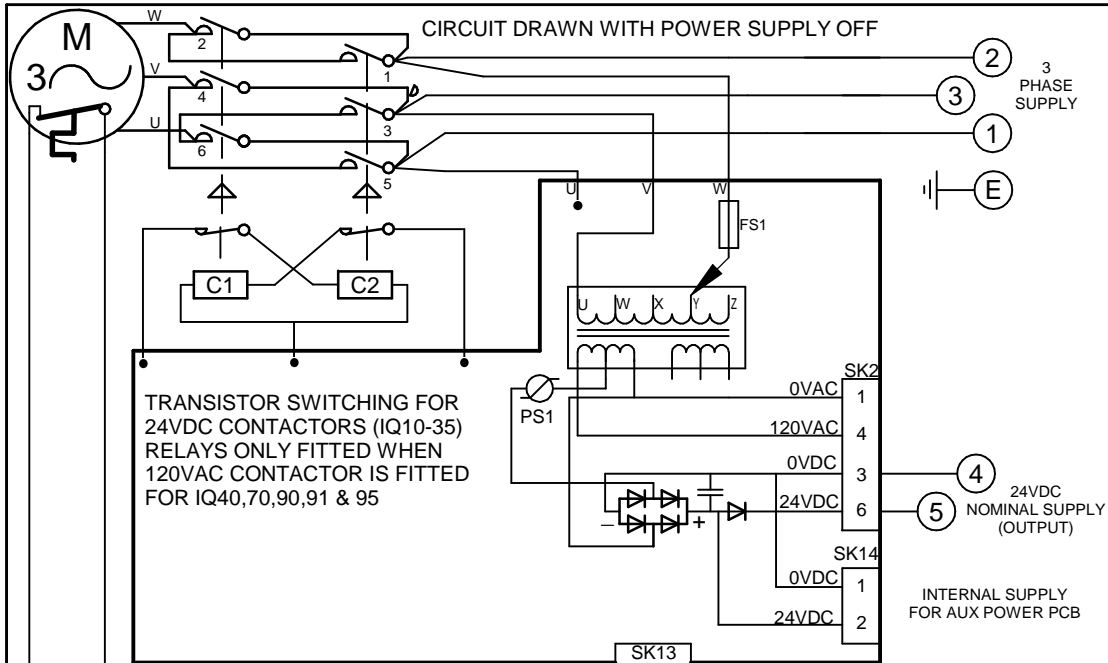 CIRCUIT DRAWN WITH POWER SUPPLY OFF
W
M
3
V
U
2
1
4
3
6
5
2
3
1
3
PHASE
SUPPLY
E
U
V
W
FS1
C1
C2
U
W
X
Y
Z
PS1
TRANSISTOR SWITCHING FOR
24VDC CONTACTORS (IQ10-35)
RELAYS ONLY FITTED WHEN
120VAC CONTACTOR IS FITTED
FOR IQ40,70,90,91 & 95
SK2
0VAC 1
120VAC 4
0VDC 3
24VDC 6
4
5
24VDC
NOMINAL SUPPLY
(OUTPUT)
– +
SK14
0VDC 1
24VDC 2
INTERNAL SUPPLY
FOR AUX POWER PCB
SK13